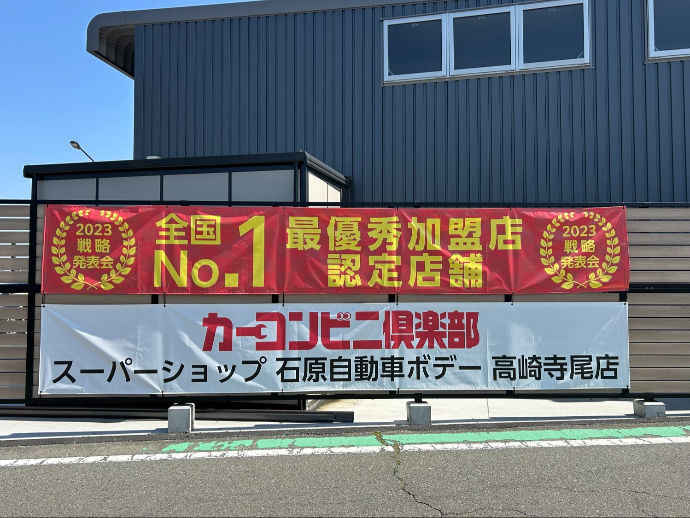 2023
戦略
発表会
全国
No.1
最優秀加盟店
認定店舗
2023
戦略
発表会
カーコンビニ倶楽部
スーパーショップ 石原自動車ボデー 高崎寺尾店